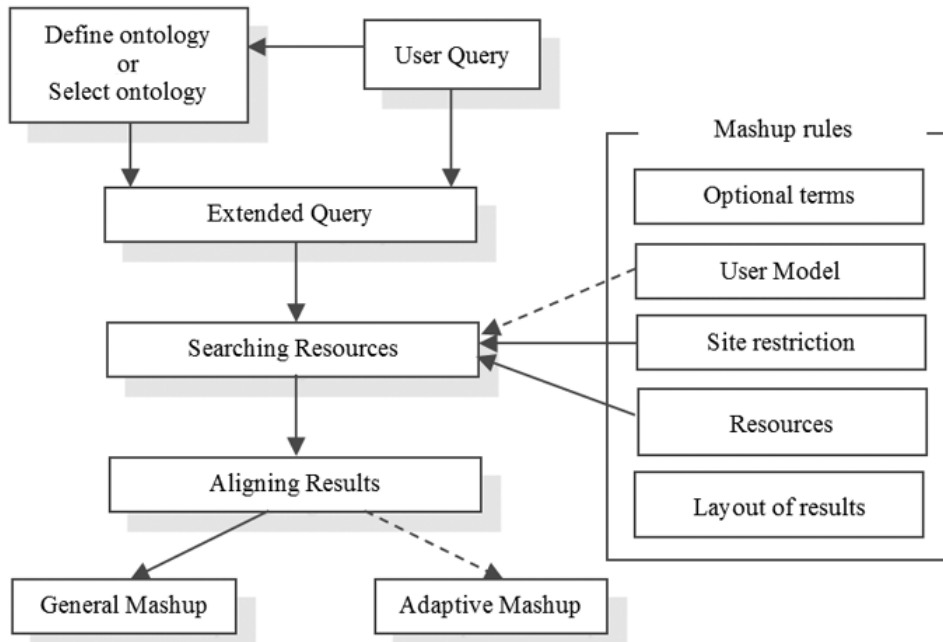 Define ontology
or
Select ontology
User Query
Mashup rules
Optional terms
Extended Query
User Model
Searching Resources
Site restriction
Resources
Aligning Results
Layout of results
General Mashup
Adaptive Mashup